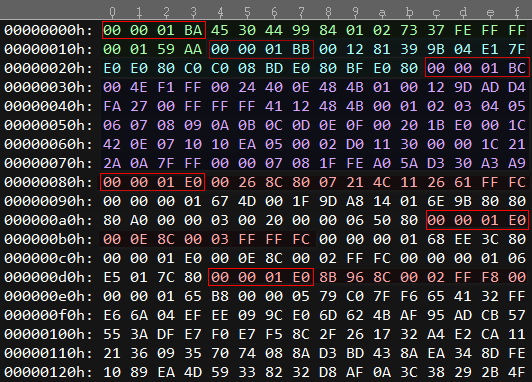 0 1 2 3 4 5 6 7 8 9 a b c d e f
00000000h: 00 00 01 BA 45 30 44 99 84 01 02 73 37 FE FF FF
00000010h: 00 01 59 AA 00 00 01 BB 00 12 81 39 9B 04 E1 7F
00000020h: E0 E0 80 C0 C0 08 BD E0 80 BF E0 80 00 00 01 BC
00000030h: 00 4E F1 FF 00 24 40 0E 48 4B 01 00 12 9D AD D4
00000040h: FA 27 00 FF FF FF 41 12 48 4B 00 01 02 03 04 05
00000050h: 06 07 08 09 0A 0B 0C 0D 0E 0F 00 20 1B E0 00 1C
00000060h: 42 0E 07 10 10 EA 05 00 02 D0 11 30 00 00 1C 21
00000070h: 2A 0A 7F FF 00 00 07 08 1F FE A0 5A D3 30 A3 A9
00000080h: 00 00 01 E0 00 26 8C 80 07 21 4C 11 26 61 FF FC
00000090h: 00 00 00 01 67 4D 00 1F 9D A8 14 01 6E 9B 80 80
000000a0h: 80 A0 00 00 03 00 20 00 00 06 50 80 00 00 01 E0
000000b0h: 00 0E 8C 00 03 FF FF FC 00 00 00 01 68 EE 3C 80
000000c0h: 00 00 01 E0 00 0E 8C 00 02 FF FC 00 00 00 01 06
000000d0h: E5 01 7C 80 00 00 01 E0 8B 96 8C 00 02 FF F8 00
000000e0h: 00 00 01 65 B8 00 00 05 79 C0 7F F6 65 41 32 FF
000000f0h: E6 6A 04 EF EE 09 9C E0 6D 62 4B AF 95 AD CB 57
00000100h: 55 3A DF E7 F0 E7 F5 8C 2F 26 17 32 A4 E2 CA 11
00000110h: 21 36 09 35 70 74 08 8A D3 BD 43 8A EA 34 8D FE
00000120h: 10 89 EA 4D 59 33 82 32 D8 AF 0A 3C 38 29 2B 4F